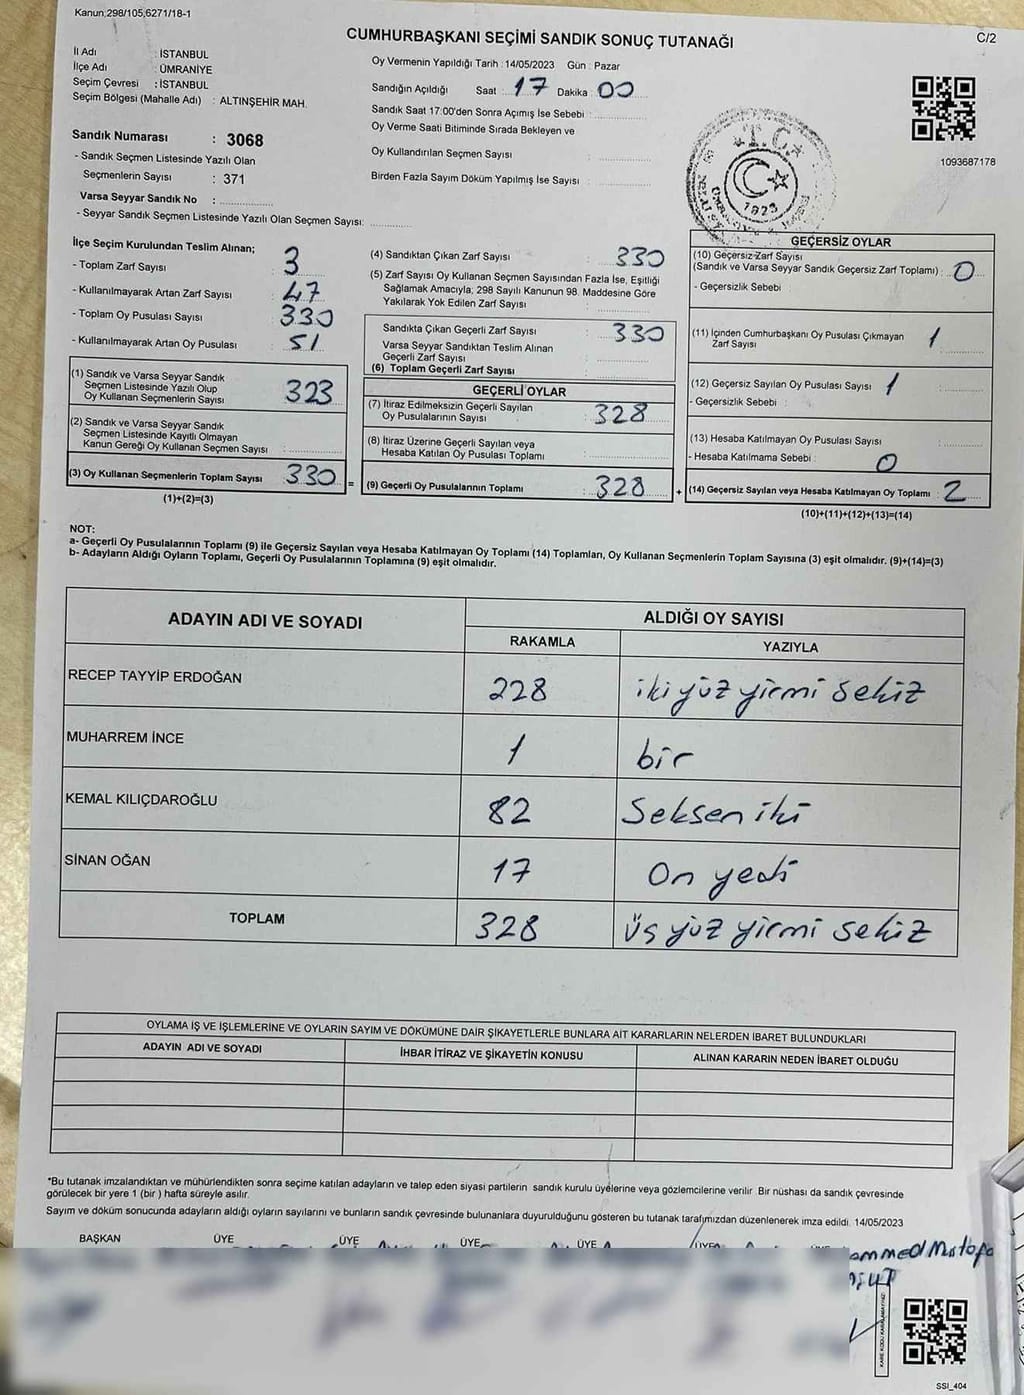 Kanun,298/105,6271/18-1
C/2
CUMHURBAŞKANI SEÇİMİ SANDIK SONUÇ TUTANAĞI
İl Adı : İSTANBUL
İlçe Adı : ÜMRANİYE
Seçim Çevresi : İSTANBUL
Seçim Bölgesi (Mahalle Adı) : ALTINŞEHİR MAH.
Sandık Numarası : 3068
- Sandık Seçmen Listesinde Yazılı Olan
Seçmenlerin Sayısı : 371
Varsa Seyyar Sandık No :
- Seyyar Sandık Seçmen Listesinde Yazılı Olan Seçmen Sayısı:
Oy Vermenin Yapıldığı Tarih : 14/05/2023 Gün : Pazar
Sandığın Açıldığı Saat : 17 Dakika : 00
Sandık Saat 17:00'den Sonra Açımış İse Sebebi :
Oy Verme Saati Bitiminde Sırada Bekleyen ve
Oy Kullandırılan Seçmen Sayısı :
Birden Fazla Sayım Döküm Yapılmış İse Sayısı :
T.C.
1923
1093687178
İlçe Seçim Kurulundan Teslim Alınan;
- Toplam Zarf Sayısı : 3
- Kullanılmayarak Artan Zarf Sayısı : 47
- Toplam Oy Pusulası Sayısı : 330
- Kullanılmayarak Artan Oy Pusulası : 51
(1) Sandık ve Varsa Seyyar Sandık
Seçmen Listesinde Yazılı Olup
Oy Kullanan Seçmenlerin Sayısı : 323
(2) Sandık ve Varsa Seyyar Sandık
Seçmen Listesinde Kayıtlı Olmayan
Kanun Gereği Oy Kullanan Seçmen Sayısı :
(3) Oy Kullanan Seçmenlerin Toplam Sayısı : 330
(1)+(2)=(3)
(4) Sandıktan Çıkan Zarf Sayısı : 330
(5) Zarf Sayısı Oy Kullanan Seçmen Sayısından Fazla İse, Eşitliği
Sağlamak Amacıyla; 298 Sayılı Kanunun 98. Maddesine Göre
Yakılarak Yok Edilen Zarf Sayısı :
Sandıkta Çıkan Geçerli Zarf Sayısı : 330
Varsa Seyyar Sandıktan Teslim Alınan
Geçerli Zarf Sayısı :
(6) Toplam Geçerli Zarf Sayısı :
GEÇERLİ OYLAR
(7) İtiraz Edilmeksizin Geçerli Sayılan
Oy Pusulalarının Sayısı : 328
(8) İtiraz Üzerine Geçerli Sayılan veya
Hesaba Katılan Oy Pusulası Toplamı :
= (9) Geçerli Oy Pusulalarının Toplamı : 328 +
GEÇERSİZ OYLAR
(10) Geçersiz Zarf Sayısı
(Sandık ve Varsa Seyyar Sandık Geçersiz Zarf Toplamı) : 0
- Geçersizlik Sebebi :
(11) İçinden Cumhurbaşkanı Oy Pusulası Çıkmayan
Zarf Sayısı : 1
(12) Geçersiz Sayılan Oy Pusulası Sayısı : 1
- Geçersizlik Sebebi :
(13) Hesaba Katılmayan Oy Pusulası Sayısı :
- Hesaba Katılmama Sebebi : 0
(14) Geçersiz Sayılan veya Hesaba Katılmayan Oy Toplamı : 2
(10)+(11)+(12)+(13)=(14)
NOT:
a- Geçerli Oy Pusulalarının Toplamı (9) ile Geçersiz Sayılan veya Hesaba Katılmayan Oy Toplamı (14) Toplamları, Oy Kullanan Seçmenlerin Toplam Sayısına (3) eşit olmalıdır. (9)+(14)=(3)
b- Adayların Aldığı Oyların Toplamı, Geçerli Oy Pusulalarının Toplamına (9) eşit olmalıdır.
ADAYIN ADI VE SOYADI ALDIĞI OY SAYISI
RAKAMLA YAZIYLA
RECEP TAYYİP ERDOĞAN 228 iki yüz yirmi sekiz
MUHARREM İNCE 1 bir
KEMAL KILIÇDAROĞLU 82 Seksen iki
SİNAN OĞAN 17 On yedi
TOPLAM 328 üç yüz yirmi sekiz
OYLAMA İŞ VE İŞLEMLERİNE VE OYLARIN SAYIM VE DÖKÜMÜNE DAİR ŞİKAYETLERLE BUNLARA AİT KARARLARIN NELERDEN İBARET BULUNDUKLARI
ADAYIN ADI VE SOYADI İHBAR İTİRAZ VE ŞİKAYETİN KONUSU ALINAN KARARIN NEDEN İBARET OLDUĞU
*Bu tutanak imzalandıktan ve mühürlendikten sonra seçime katılan adayların ve talep eden siyasi partilerin sandık kurulu üyelerine veya gözlemcilerine verilir. Bir nüshası da sandık çevresinde
görülecek bir yere 1 (bir) hafta süreyle asılır.
Sayım ve döküm sonucunda adayların aldığı oyların sayılarını ve bunların sandık çevresinde bulunanlara duyurulduğunu gösteren bu tutanak tarafımızdan düzenlenerek imza edildi. 14/05/2023
BAŞKAN ÜYE ÜYE ÜYE ÜYE ÜYE
SSI_404